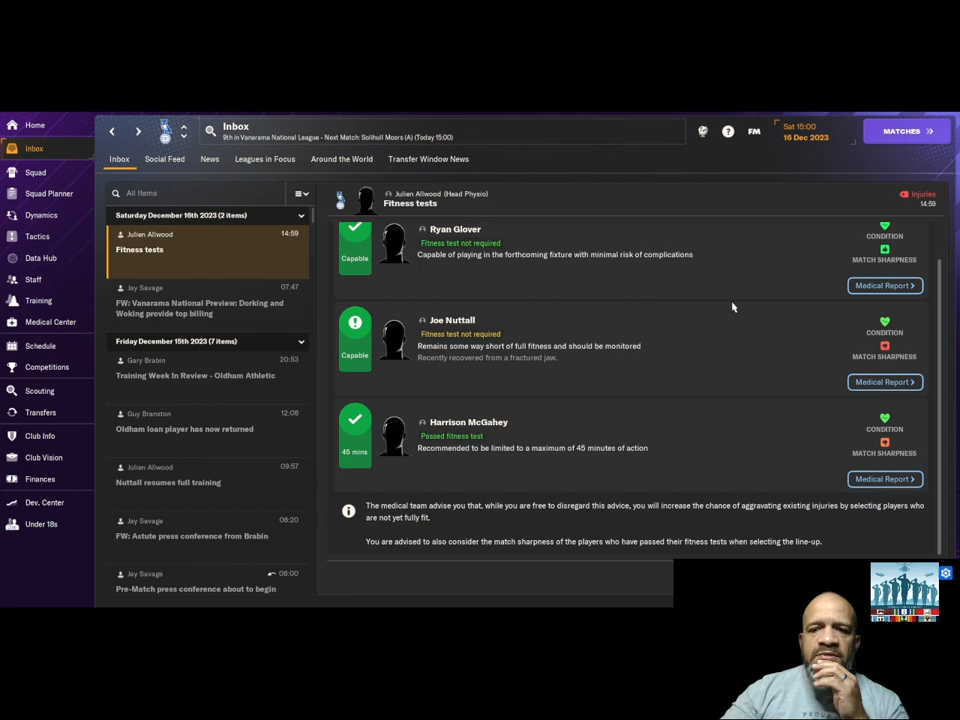 Home
Inbox
Squad
Squad Planner
Dynamics
Tactics
Data Hub
Staff
Training
Medical Center
Schedule
Competitions
Scouting
Transfers
Club Info
Club Vision
Finances
Dev. Center
Under 18s
Inbox
9th in Vanarama National League - Next Match: Solihull Moors (A) (Today 15:00)
?
FM
Sat 15:00
16 Dec 2023
MATCHES
Inbox
Social Feed
News
Leagues in Focus
Around the World
Transfer Window News
All Items
Saturday December 16th 2023 (2 items)
Julien Allwood 14:59
Fitness tests
Jay Savage 07:47
FW: Vanarama National Preview: Dorking and
Woking provide top billing
Friday December 15th 2023 (7 items)
Gary Brabin 20:53
Training Week In Review - Oldham Athletic
Guy Branston 12:08
Oldham loan player has now returned
Julien Allwood 09:57
Nuttall resumes full training
Jay Savage 08:20
FW: Astute press conference from Brabin
Jay Savage 08:00
Pre-Match press conference about to begin
Julien Allwood (Head Physio)
Fitness tests
Injuries
14:59
Capable
Ryan Glover
Fitness test not required
Capable of playing in the forthcoming fixture with minimal risk of complications
CONDITION
MATCH SHARPNESS
Medical Report >
Capable
Joe Nuttall
Fitness test not required
Remains some way short of full fitness and should be monitored
Recently recovered from a fractured jaw.
CONDITION
MATCH SHARPNESS
Medical Report >
45 mins
Harrison McGahey
Passed fitness test
Recommended to be limited to a maximum of 45 minutes of action
CONDITION
MATCH SHARPNESS
Medical Report >
The medical team advise you that, while you are free to disregard this advice, you will increase the chance of aggravating existing injuries by selecting players who
are not yet fully fit.
You are advised to also consider the match sharpness of the players who have passed their fitness tests when selecting the line-up.